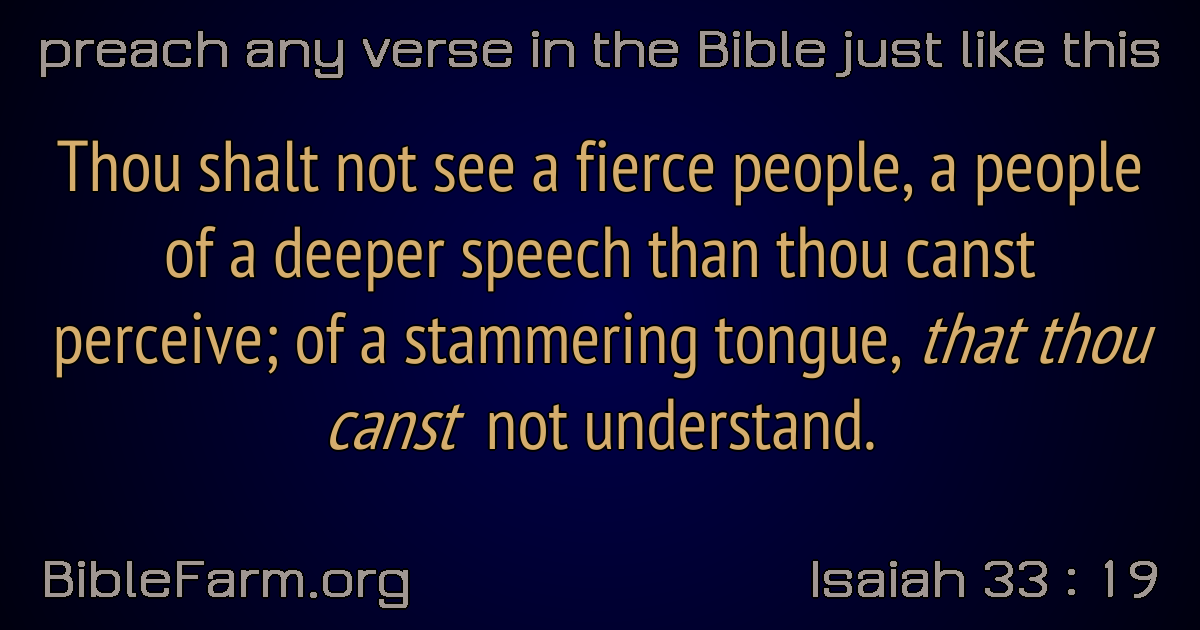 preach any verse in the Bible just like this
Thou shalt not see a fierce people, a people
of a deeper speech than thou canst
perceive; of a stammering tongue, that thou
canst not understand.
BibleFarm.org
Isaiah 33 : 19